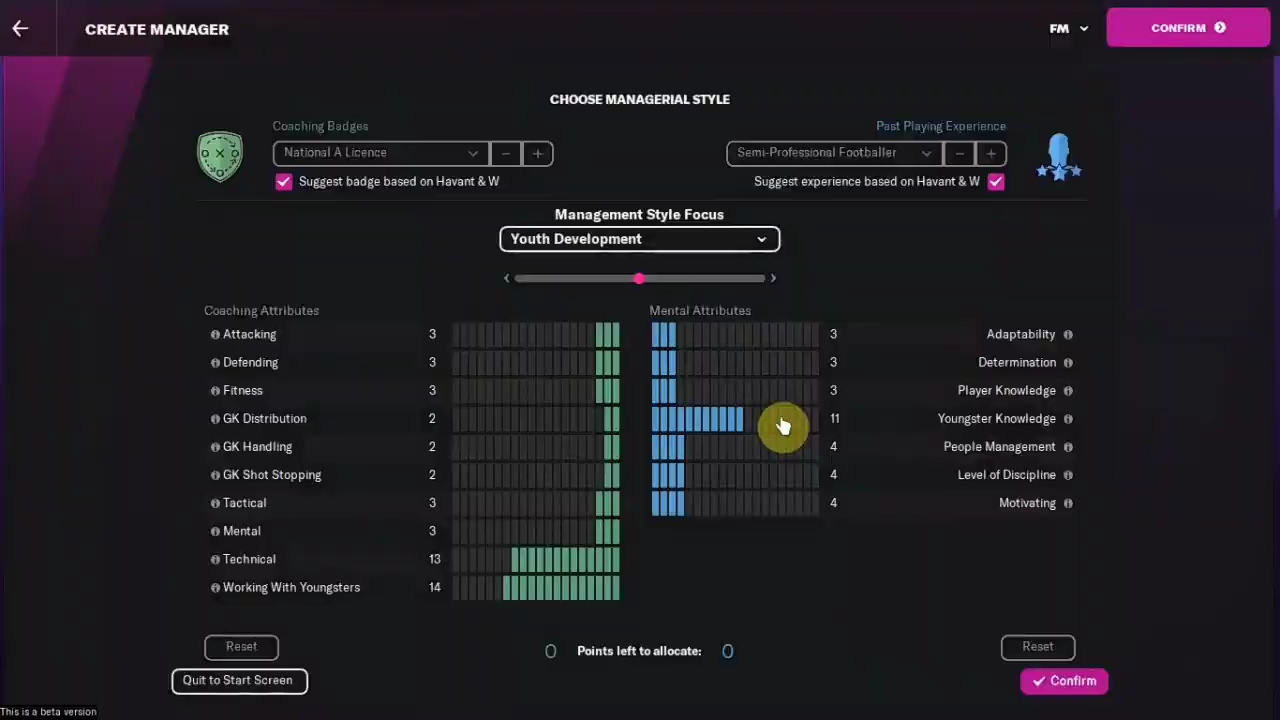 CREATE MANAGER
FM
CONFIRM
CHOOSE MANAGERIAL STYLE
Coaching Badges
Past Playing Experience
National A Licence
Semi-Professional Footballer
Suggest badge based on Havant & W
Suggest experience based on Havant & W
Management Style Focus
Youth Development
Coaching Attributes
Mental Attributes
Attacking 3
3 Adaptability
Defending 3
3 Determination
Fitness 3
3 Player Knowledge
GK Distribution 2
11 Youngster Knowledge
GK Handling 2
4 People Management
GK Shot Stopping 2
4 Level of Discipline
Tactical 3
4 Motivating
Mental 3
Technical 13
Working With Youngsters 14
Reset
0 Points left to allocate: 0
Reset
Quit to Start Screen
Confirm
This is a beta version